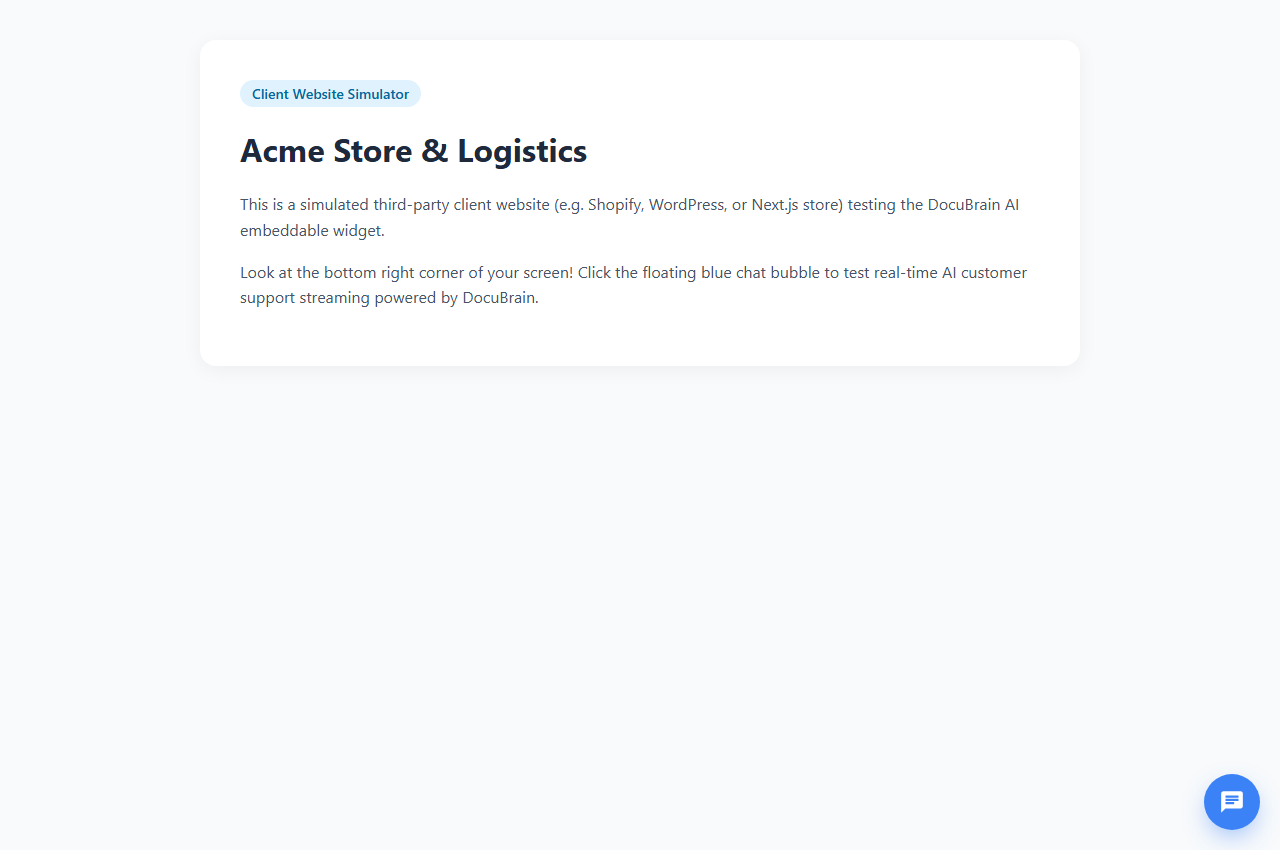 Client Website Simulator
Acme Store & Logistics
This is a simulated third-party client website (e.g. Shopify, WordPress, or Next.js store) testing the DocuBrain AI
embeddable widget.
Look at the bottom right corner of your screen! Click the floating blue chat bubble to test real-time AI customer
support streaming powered by DocuBrain.